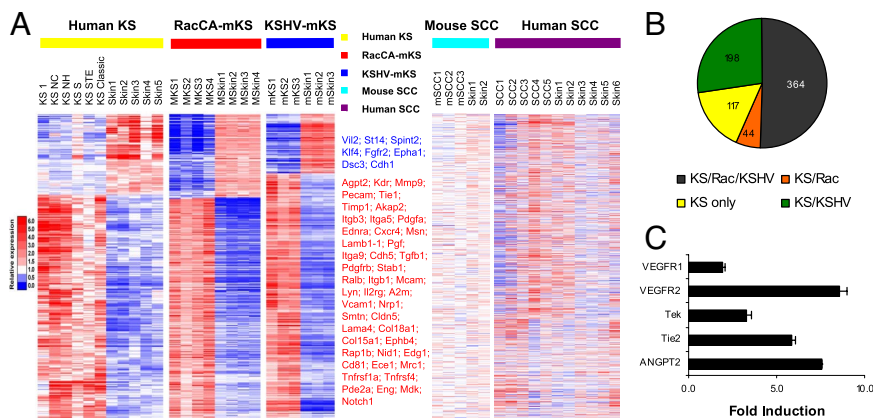 A
Human KS
RacCA-mKS
KSHV-mKS
Human KS
RacCA-mKS
KSHV-mKS
Mouse SCC
Human SCC
Mouse SCC
Human SCC
KS 1
KS NC
KS NH
KS S
KS STE
KS Classic
Skin1
Skin2
Skin3
Skin4
Skin5
MKS1
MKS2
MKS3
MKS4
MSkin1
MSkin2
MSkin3
MSkin4
mKS1
mKS2
mKS3
mSkin1
mSkin2
mSkin3
mSCC1
mSCC2
mSCC3
Skin1
Skin2
SCC1
SCC2
SCC3
SCC4
SCC5
Skin1
Skin2
Skin3
Skin4
Skin5
Skin6
Vil2; St14; Spint2;
Klf4; Fgfr2; Epha1;
Dsc3; Cdh1
Agpt2; Kdr; Mmp9;
Pecam; Tie1;
Timp1; Akap2;
Itgb3; Itga5; Pdgfa;
Ednra; Cxcr4; Msn;
Lamb1-1; Pgf;
Itga9; Cdh5; Tgfb1;
Pdgfrb; Stab1;
Ralb; Itgb1; Mcam;
Lyn; Il2rg; A2m;
Vcam1; Nrp1;
Smtn; Cldn5;
Lama4; Col18a1;
Col15a1; Ephb4;
Rap1b; Nid1; Edg1;
Cd81; Ece1; Mrc1;
Tnfrsf1a; Tnfrsf4;
Pde2a; Eng; Mdk;
Notch1
Relative expression
6.0
5.0
4.0
3.0
2.0
1.5
1.0
0.5
0.0
B
198
364
117
44
KS/Rac/KSHV
KS/Rac
KS only
KS/KSHV
C
VEGFR1
VEGFR2
Tek
Tie2
ANGPT2
0.0
5.0
10.0
Fold Induction